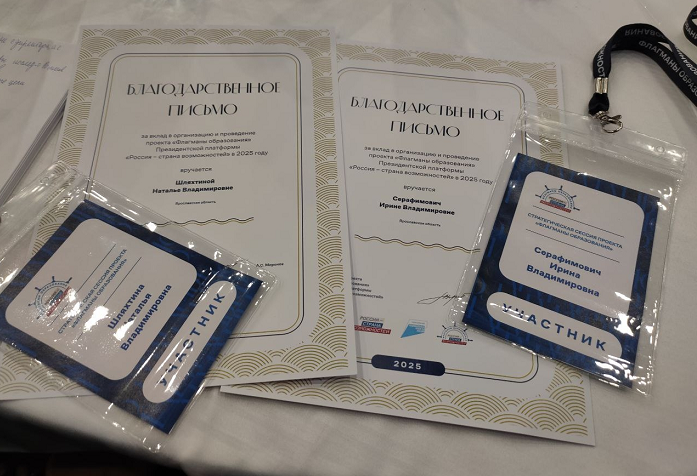 БЛАГОДАРСТВЕННОЕ
ПИСЬМО
за вклад в организацию и проведение
проекта «Флагманы образования»
Президентской платформы
«Россия – страна возможностей» в 2025 году
вручается
Шляхтиной
Наталье Владимировне
Ярославская область
БЛАГОДАРСТВЕННОЕ
ПИСЬМО
за вклад в организацию и проведение
проекта «Флагманы образования»
Президентской платформы
«Россия – страна возможностей» в 2025 году
вручается
Серафимович
Ирине Владимировне
Ярославская область
2025
СТРАТЕГИЧЕСКАЯ СЕССИЯ ПРОЕКТА
«ФЛАГМАНЫ ОБРАЗОВАНИЯ»
Шляхтина
Наталья
Владимировна
УЧАСТНИК
СТРАТЕГИЧЕСКАЯ СЕССИЯ ПРОЕКТА
«ФЛАГМАНЫ ОБРАЗОВАНИЯ»
Серафимович
Ирина
Владимировна
УЧАСТНИК